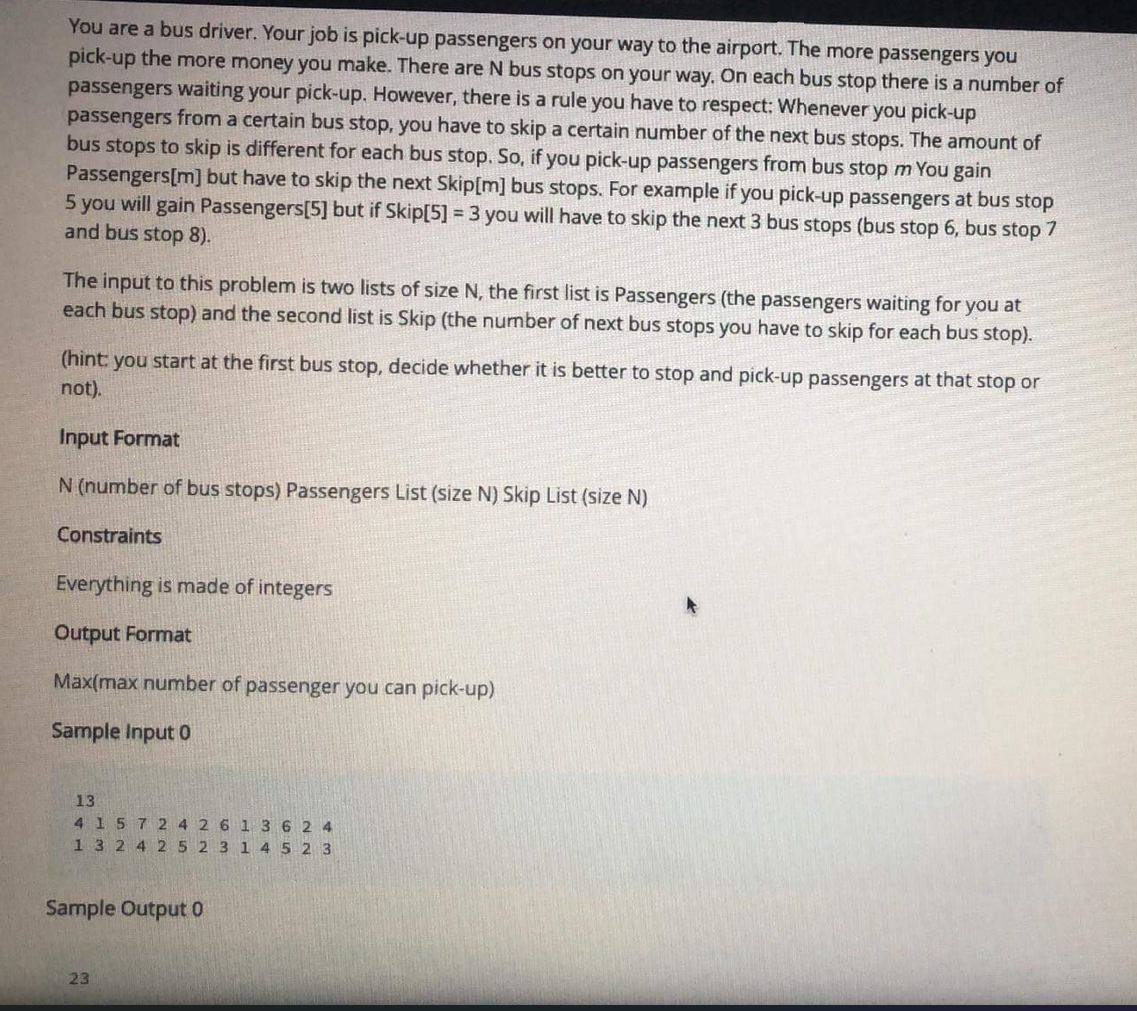 You are a bus driver. Your job is pick-up passengers on your way to the airport. The more passengers you
pick-up the more money you make. There are N bus stops on your way. On each bus stop there is a number of
passengers waiting your pick-up. However, there is a rule you have to respect: Whenever you pick-up
passengers from a certain bus stop, you have to skip a certain number of the next bus stops. The amount of
bus stops to skip is different for each bus stop. So, if you pick-up passengers from bus stop m You gain
Passengers[m] but have to skip the next Skip[m] bus stops. For example if you pick-up passengers at bus stop
5 you will gain Passengers[5] but if Skip[5] = 3 you will have to skip the next 3 bus stops (bus stop 6, bus stop 7
and bus stop 8).
The input to this problem is two lists of size N, the first list is Passengers (the passengers waiting for you at
each bus stop) and the second list is Skip (the number of next bus stops you have to skip for each bus stop).
(hint: you start at the first bus stop, decide whether it is better to stop and pick-up passengers at that stop or
not).
Input Format
N (number of bus stops) Passengers List (size N) Skip List (size N)
Constraints
Everything is made of integers
Output Format
Max(max number of passenger you can pick-up)
Sample Input 0
13
4 1 5 7 2 4 2 6 1 3 6 2 4
1 3 2 4 2 5 2 3 1 4 5 2 3
Sample Output 0
23